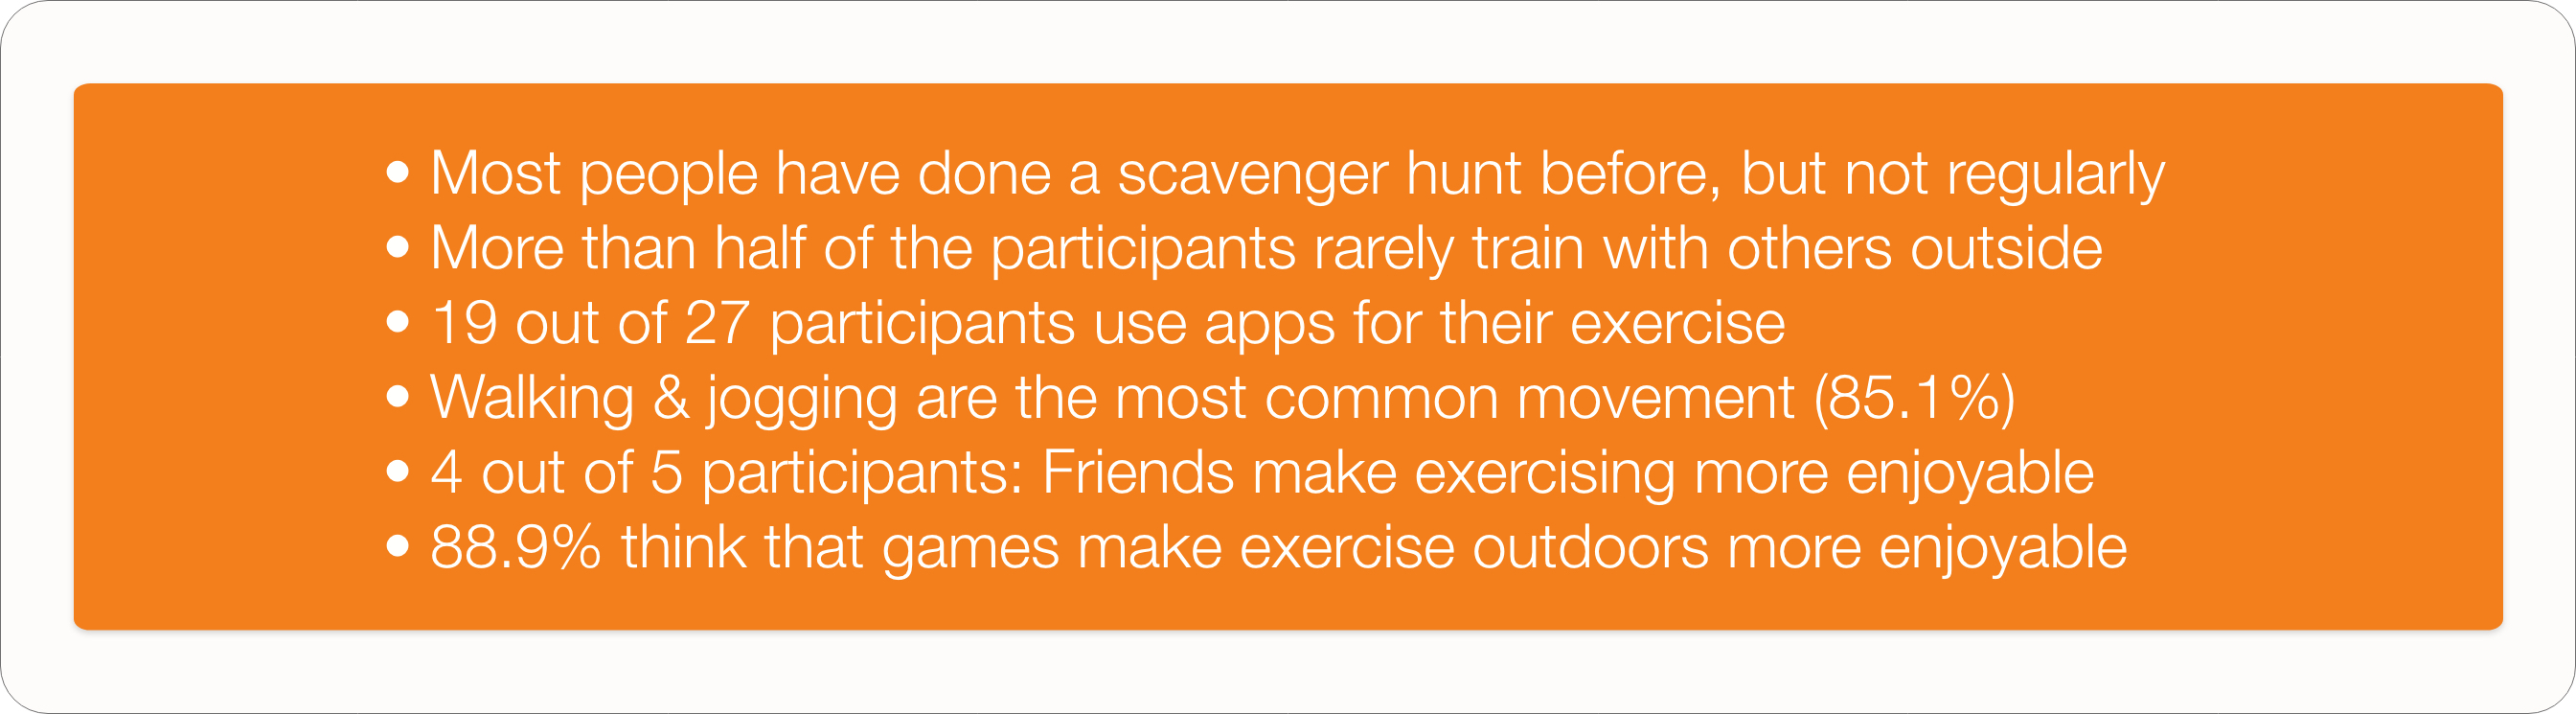 • Most people have done a scavenger hunt before, but not regularly
• More than half of the participants rarely train with others outside
• 19 out of 27 participants use apps for their exercise
• Walking & jogging are the most common movement (85.1%)
• 4 out of 5 participants: Friends make exercising more enjoyable
• 88.9% think that games make exercise outdoors more enjoyable